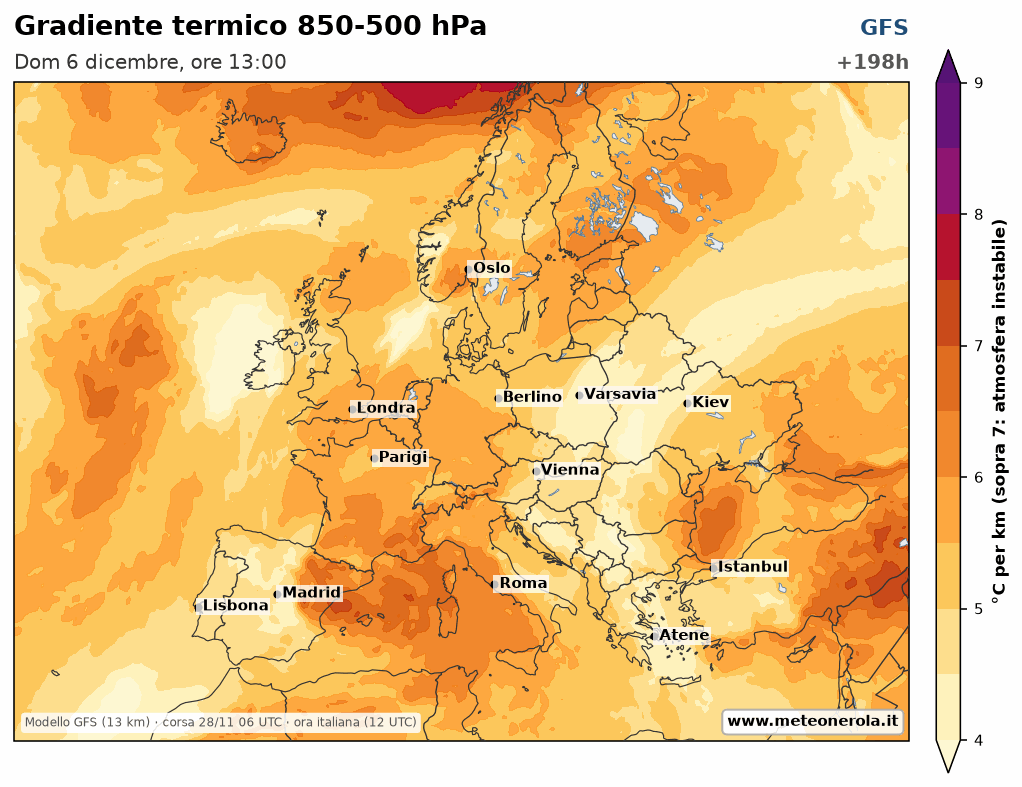 Gradiente termico 850-500 hPa
GFS
Dom 6 dicembre, ore 13:00
+198h
Oslo
Berlino
Varsavia
Kiev
Londra
Parigi
Vienna
Istanbul
Roma
Madrid
Lisbona
Atene
Modello GFS (13 km) · corsa 28/11 06 UTC · ora italiana (12 UTC)
www.meteonerola.it
9
8
7
6
5
4
°C per km (sopra 7: atmosfera instabile)